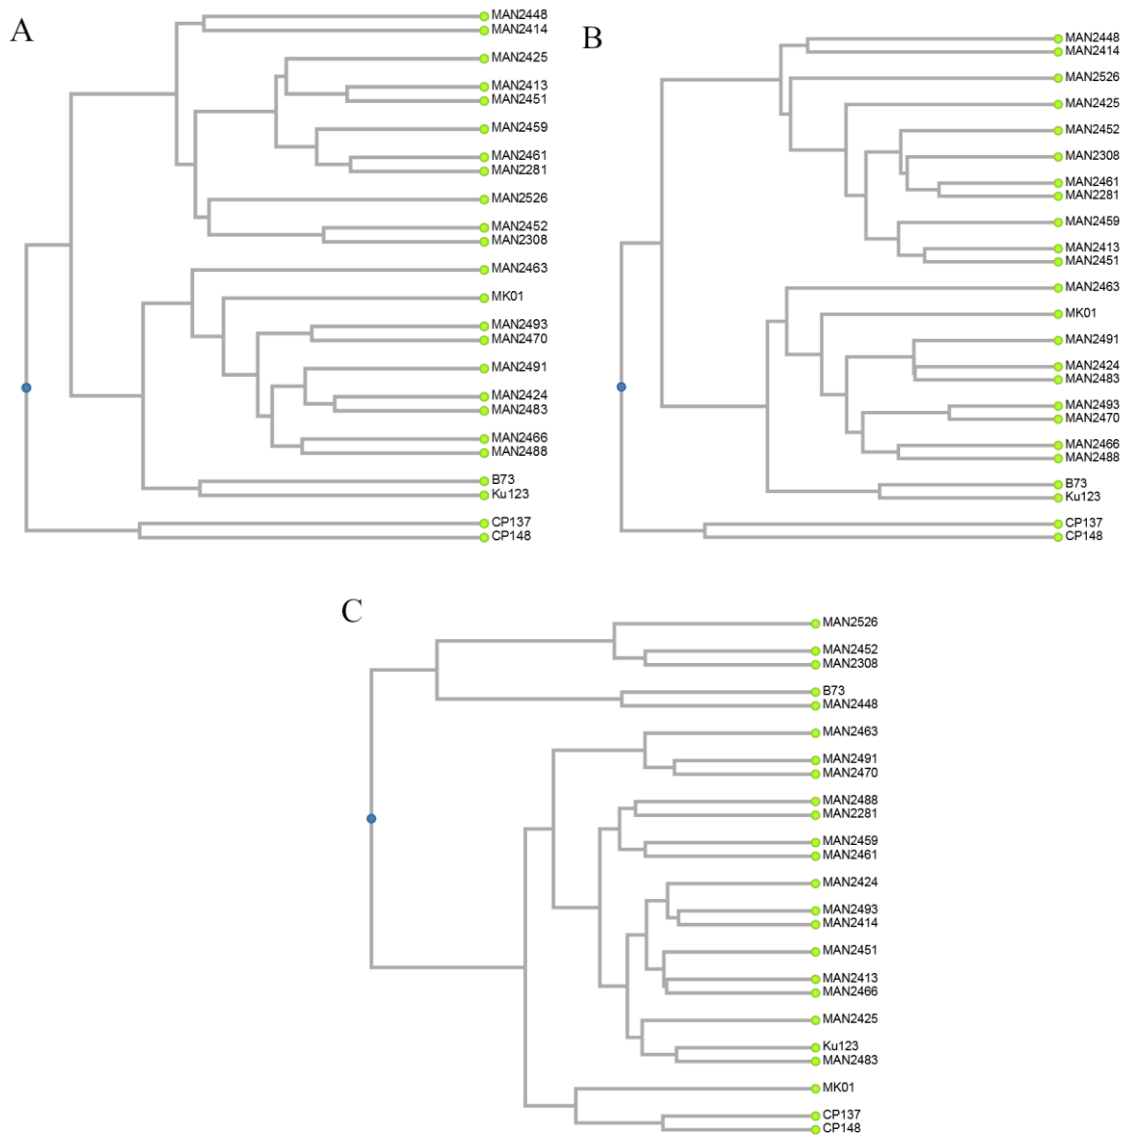 A
MAN2448
MAN2414
MAN2425
MAN2413
MAN2451
MAN2459
MAN2461
MAN2281
MAN2526
MAN2452
MAN2308
MAN2463
MK01
MAN2493
MAN2470
MAN2491
MAN2424
MAN2483
MAN2466
MAN2488
B73
Ku123
CP137
CP148
B
MAN2448
MAN2414
MAN2526
MAN2425
MAN2452
MAN2308
MAN2461
MAN2281
MAN2459
MAN2413
MAN2451
MAN2463
MK01
MAN2491
MAN2424
MAN2483
MAN2493
MAN2470
MAN2466
MAN2488
B73
Ku123
CP137
CP148
C
MAN2526
MAN2452
MAN2308
B73
MAN2448
MAN2463
MAN2491
MAN2470
MAN2488
MAN2281
MAN2459
MAN2461
MAN2424
MAN2493
MAN2414
MAN2451
MAN2413
MAN2466
MAN2425
Ku123
MAN2483
MK01
CP137
CP148